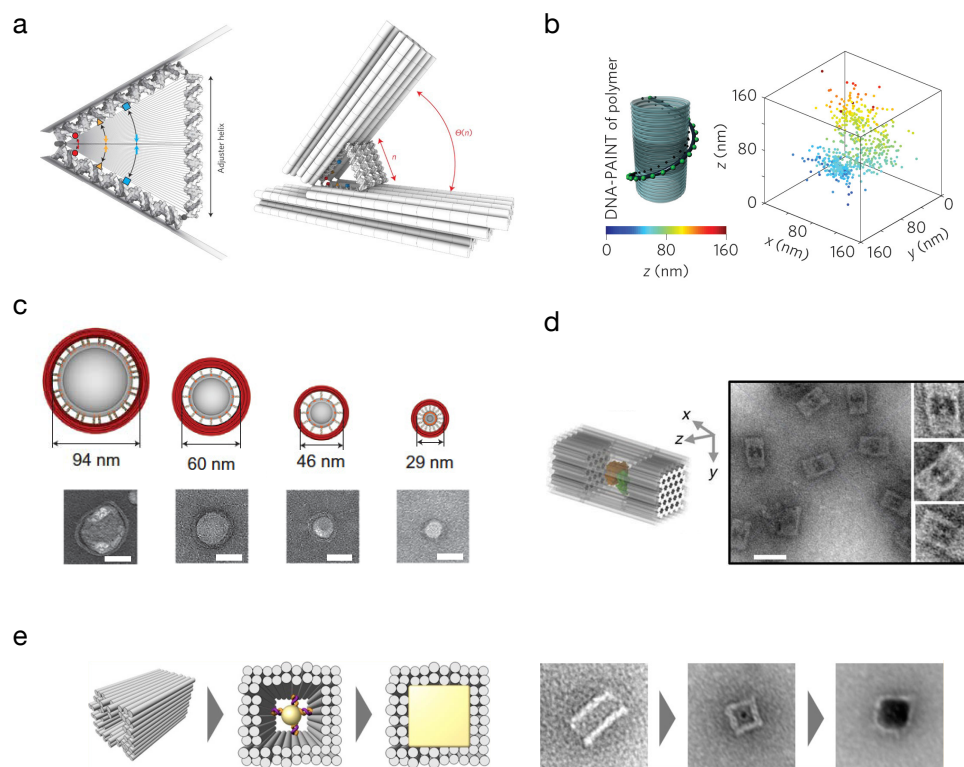 a
Adjuster helix
n
Θ(n)
b
DNA-PAINT of polymer
0 80 160
z (nm)
160
80
0
z (nm)
80
160
x (nm)
160
80
0
y (nm)
c
94 nm
60 nm
46 nm
29 nm
d
x
z
y
e